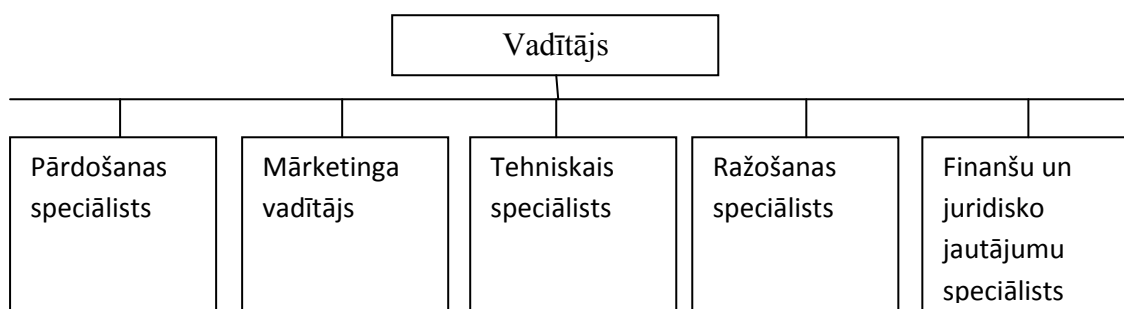 Vadītājs
Pārdošanas
speciālists
Mārketinga
vadītājs
Tehniskais
speciālists
Ražošanas
speciālists
Finanšu un
juridisko
jautājumu
speciālists